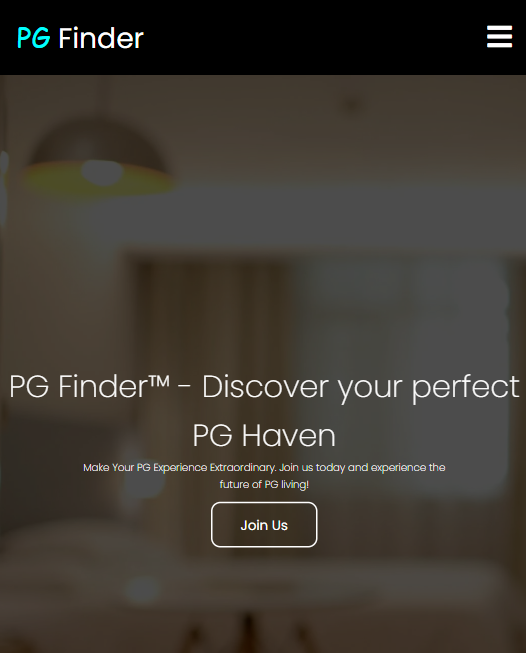 PG Finder
PG Finder™ - Discover your perfect
PG Haven
Make Your PG Experience Extraordinary. Join us today and experience the
future of PG living!
Join Us